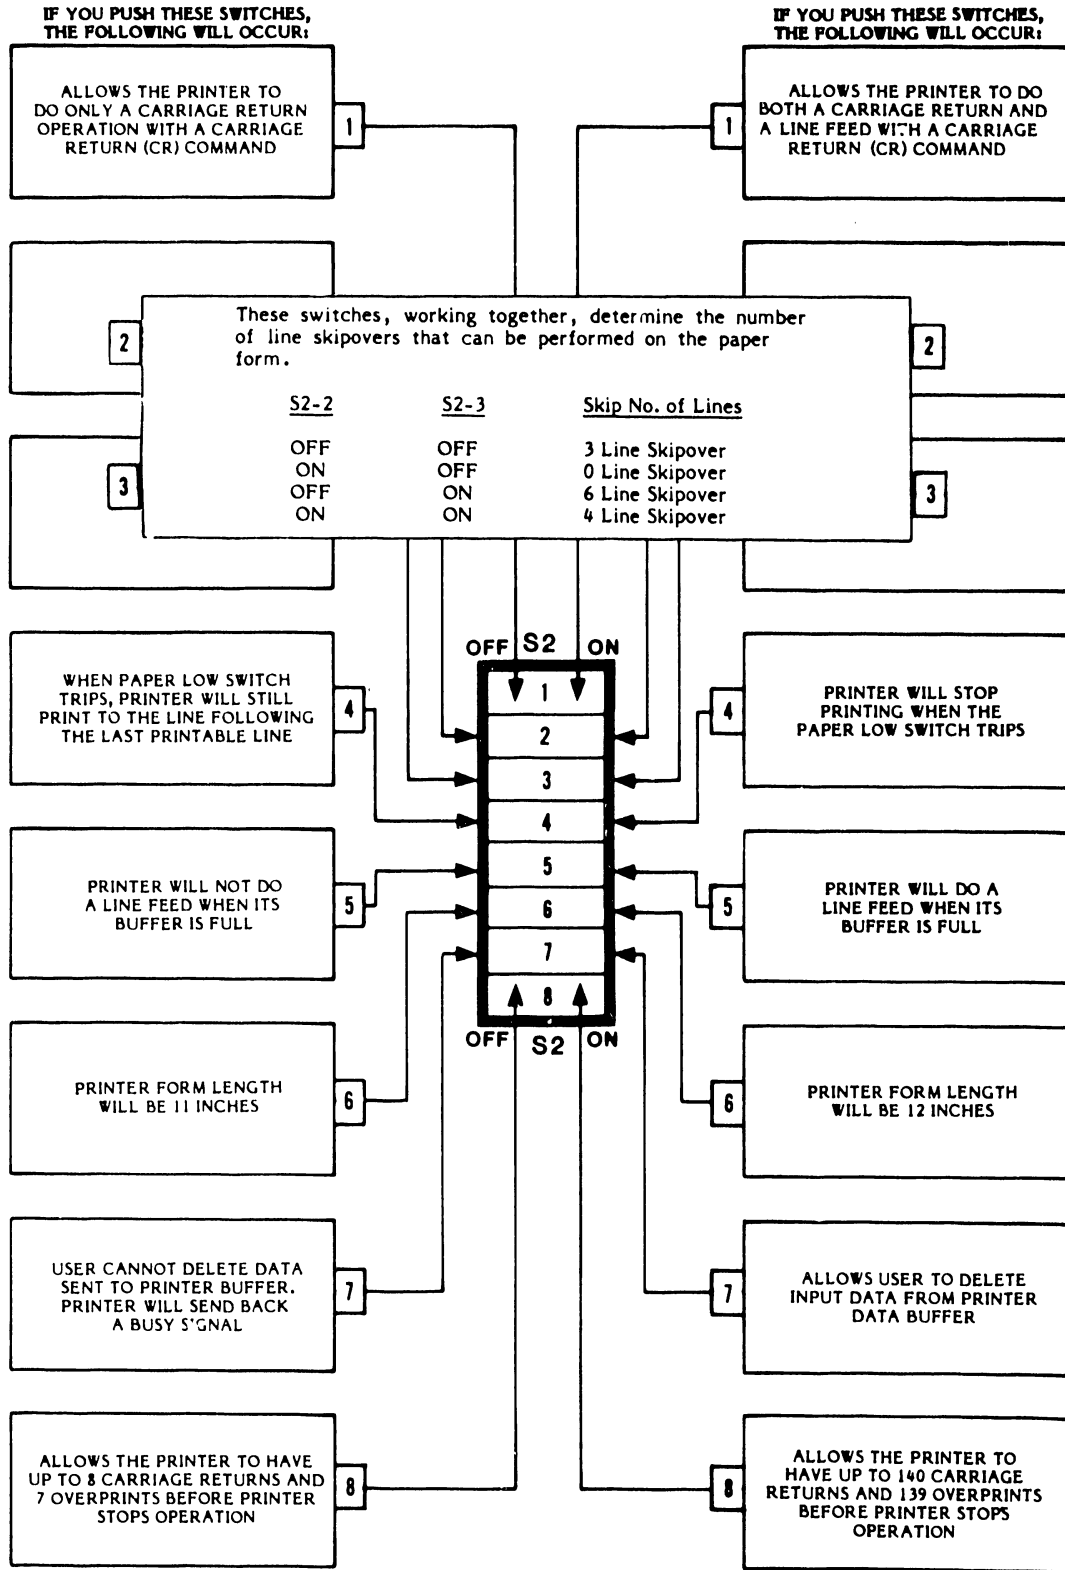 IF YOU PUSH THESE SWITCHES,
THE FOLLOWING WILL OCCUR:
IF YOU PUSH THESE SWITCHES,
THE FOLLOWING WILL OCCUR:
ALLOWS THE PRINTER TO
DO ONLY A CARRIAGE RETURN
OPERATION WITH A CARRIAGE
RETURN (CR) COMMAND
1
1
ALLOWS THE PRINTER TO DO
BOTH A CARRIAGE RETURN AND
A LINE FEED WITH A CARRIAGE
RETURN (CR) COMMAND
2
These switches, working together, determine the number
of line skipovers that can be performed on the paper
form.
2
S2-2 S2-3 Skip No. of Lines
OFF OFF 3 Line Skipover
ON OFF 0 Line Skipover
OFF ON 6 Line Skipover
ON ON 4 Line Skipover
3
3
OFF S2 ON
1
2
3
4
5
6
7
8
OFF S2 ON
WHEN PAPER LOW SWITCH
TRIPS, PRINTER WILL STILL
PRINT TO THE LINE FOLLOWING
THE LAST PRINTABLE LINE
4
4
PRINTER WILL STOP
PRINTING WHEN THE
PAPER LOW SWITCH TRIPS
PRINTER WILL NOT DO
A LINE FEED WHEN ITS
BUFFER IS FULL
5
5
PRINTER WILL DO A
LINE FEED WHEN ITS
BUFFER IS FULL
PRINTER FORM LENGTH
WILL BE 11 INCHES
6
6
PRINTER FORM LENGTH
WILL BE 12 INCHES
USER CANNOT DELETE DATA
SENT TO PRINTER BUFFER.
PRINTER WILL SEND BACK
A BUSY SIGNAL
7
7
ALLOWS USER TO DELETE
INPUT DATA FROM PRINTER
DATA BUFFER
ALLOWS THE PRINTER TO HAVE
UP TO 8 CARRIAGE RETURNS AND
7 OVERPRINTS BEFORE PRINTER
STOPS OPERATION
8
8
ALLOWS THE PRINTER TO
HAVE UP TO 140 CARRIAGE
RETURNS AND 139 OVERPRINTS
BEFORE PRINTER STOPS
OPERATION